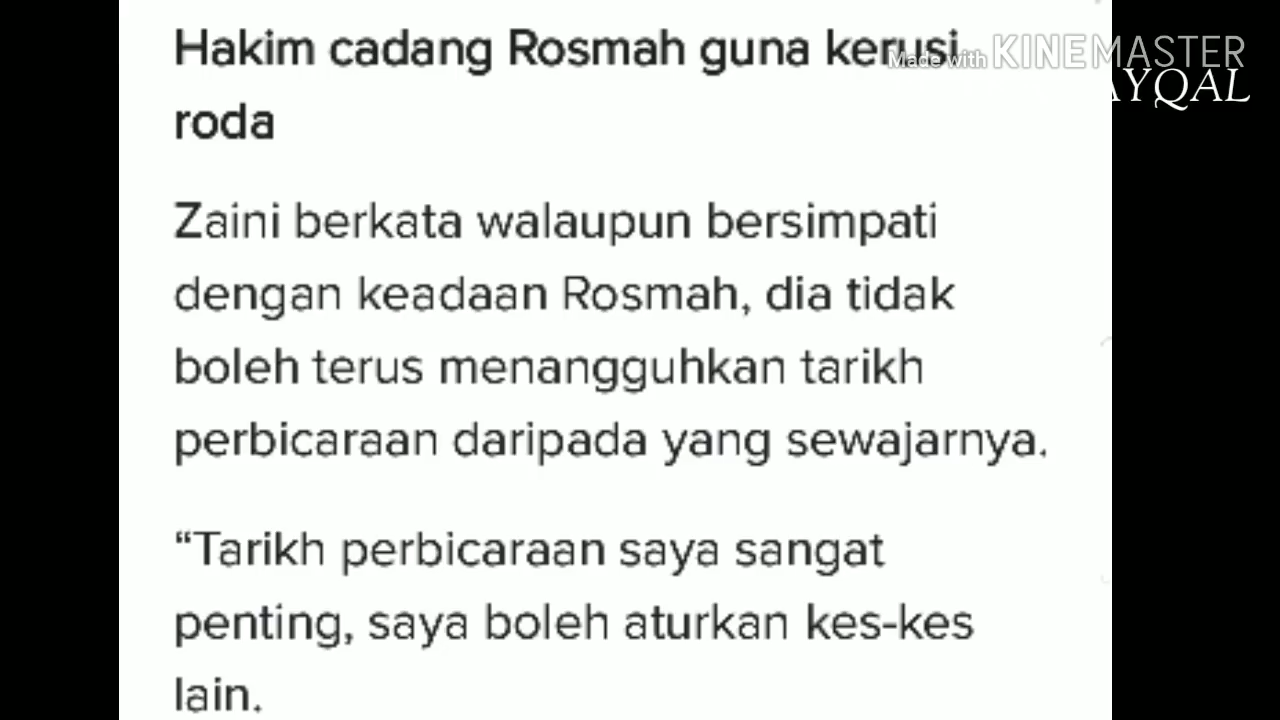 Hakim cadang Rosmah guna kerusi
Made with KINEMASTER
AYQAL
roda
Zaini berkata walaupun bersimpati
dengan keadaan Rosmah, dia tidak
boleh terus menangguhkan tarikh
perbicaraan daripada yang sewajarnya.
“Tarikh perbicaraan saya sangat
penting, saya boleh aturkan kes-kes
lain.